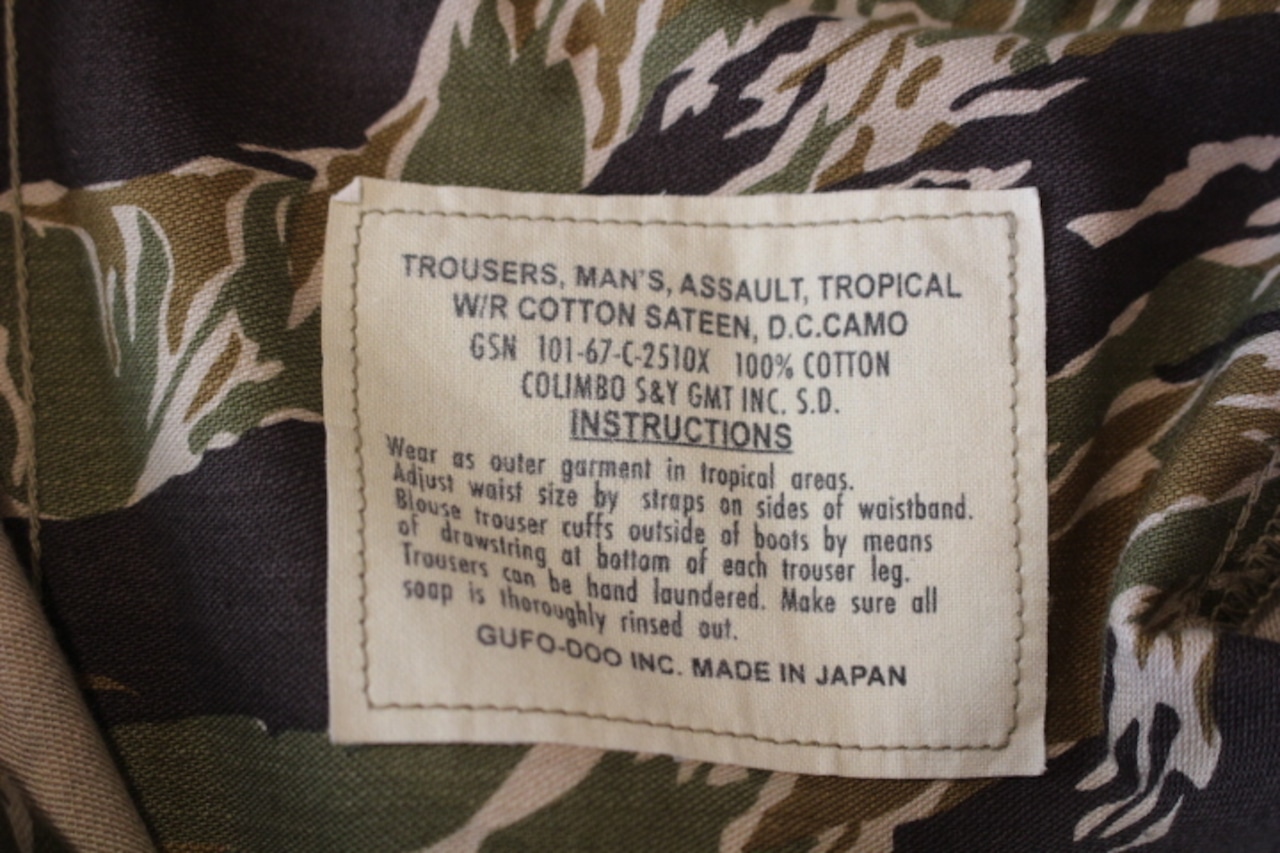 TROUSERS, MAN'S, ASSAULT, TROPICAL
W/R COTTON SATEEN, D.C.CAMO
GSN 101-67-C-2510X 100% COTTON
COLIMBO S&Y GMT INC. S.D.
INSTRUCTIONS
Wear as outer garment in tropical areas.
Adjust waist size by straps on sides of waistband.
Blouse trouser cuffs outside of boots by means
of drawstring at bottom of each trouser leg.
Trousers can be hand laundered. Make sure all
soap is thoroughly rinsed out.
GUFO-DOO INC. MADE IN JAPAN